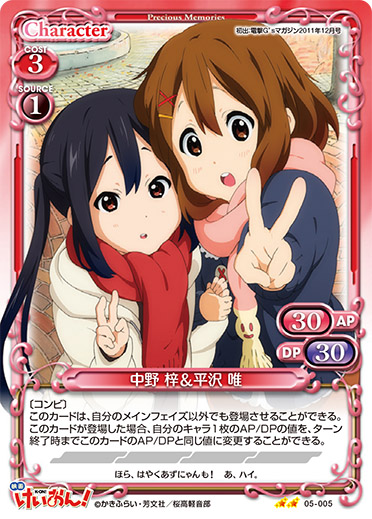 Precious Memories
Character
初出:電撃G'sマガジン2011年12月号
COST
3
SOURCE
1
30 AP
DP 30
中野 梓&平沢 唯
［コンビ］
このカードは、自分のメインフェイズ以外でも登場させることができる。
このカードが登場した場合、自分のキャラ1枚のAP/DPの値を、ターン
終了時までこのカードのAP/DPと同じ値に変更することができる。
ほら、はやくあずにゃんも！ あ、ハイ。
映画
けいおん！
K-ON!
©かきふらい・芳文社／桜高軽音部
05-005